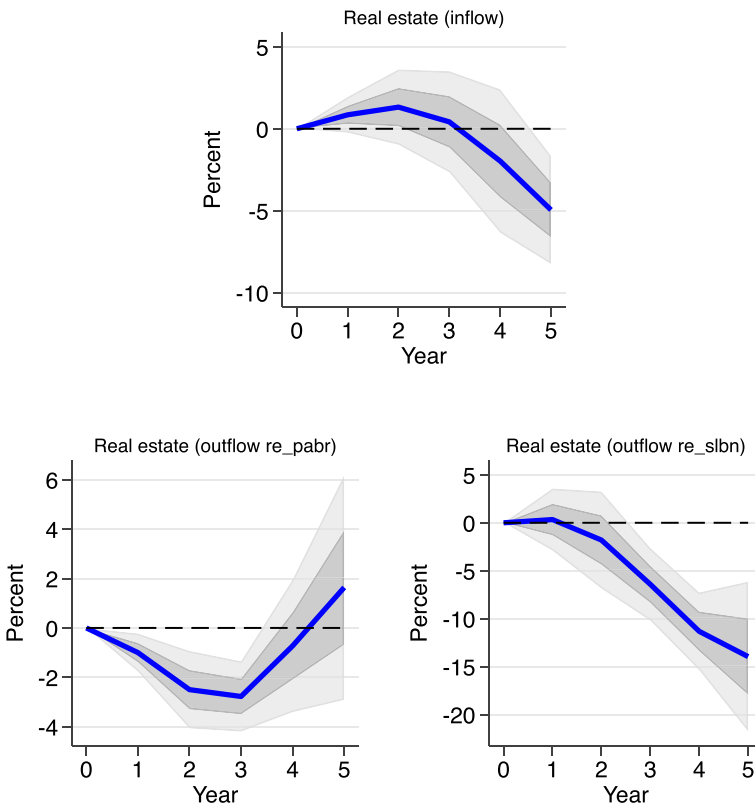 Real estate (inflow)
5
0
-5
-10
Percent
0 1 2 3 4 5
Year
Real estate (outflow re_pabr)
6
4
2
0
-2
-4
Percent
0 1 2 3 4 5
Year
Real estate (outflow re_slbn)
5
0
-5
-10
-15
-20
Percent
0 1 2 3 4 5
Year